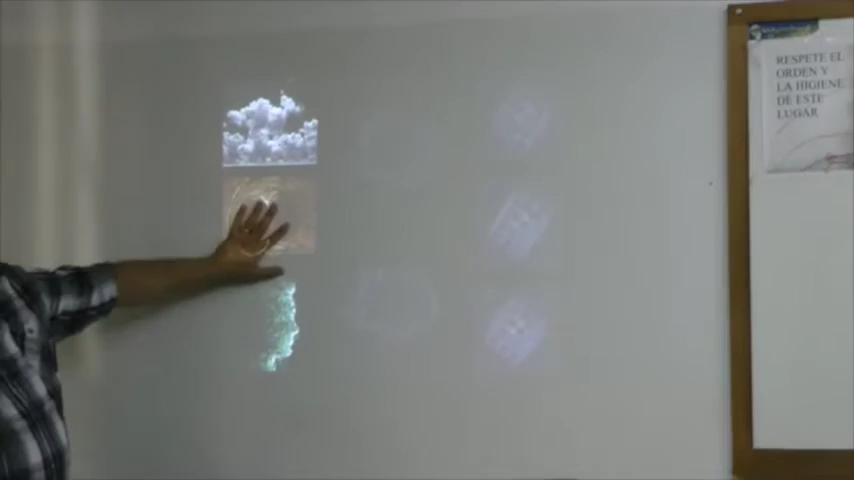 RESPETE EL
ORDEN Y
LA HIGIENE
DE ESTE
LUGAR